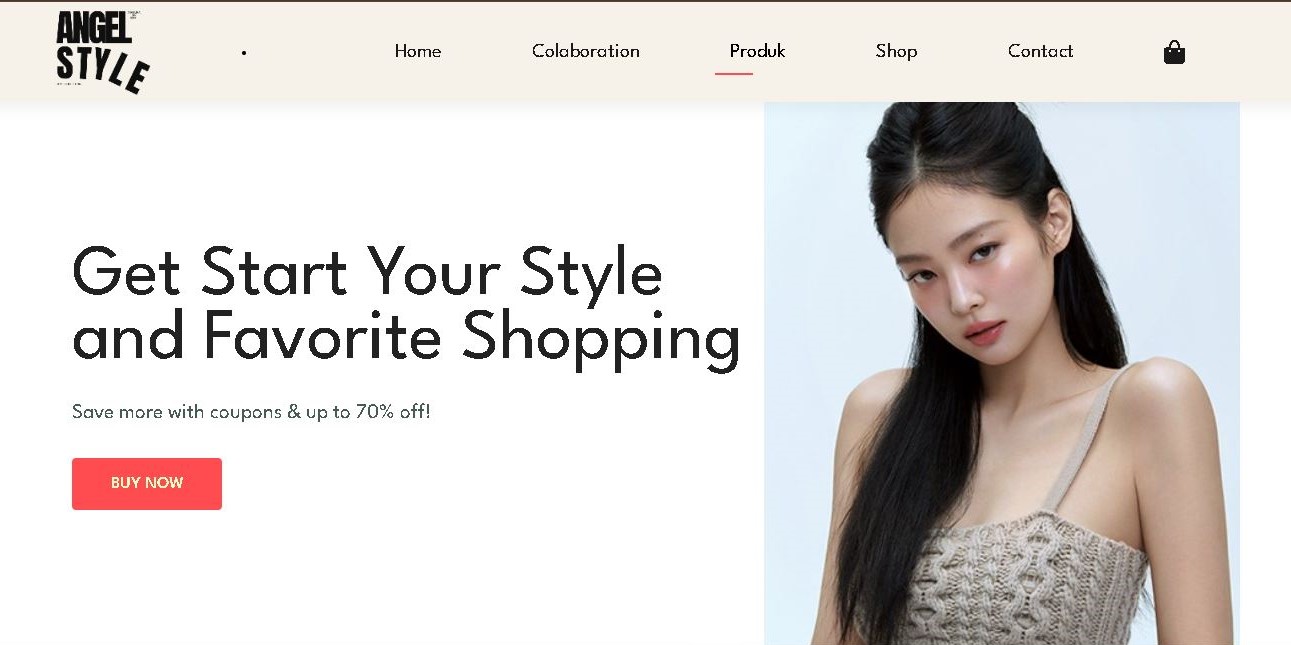 ANGEL
STYLE
Home
Colaboration
Produk
Shop
Contact
Get Start Your Style
and Favorite Shopping
Save more with coupons & up to 70% off!
BUY NOW